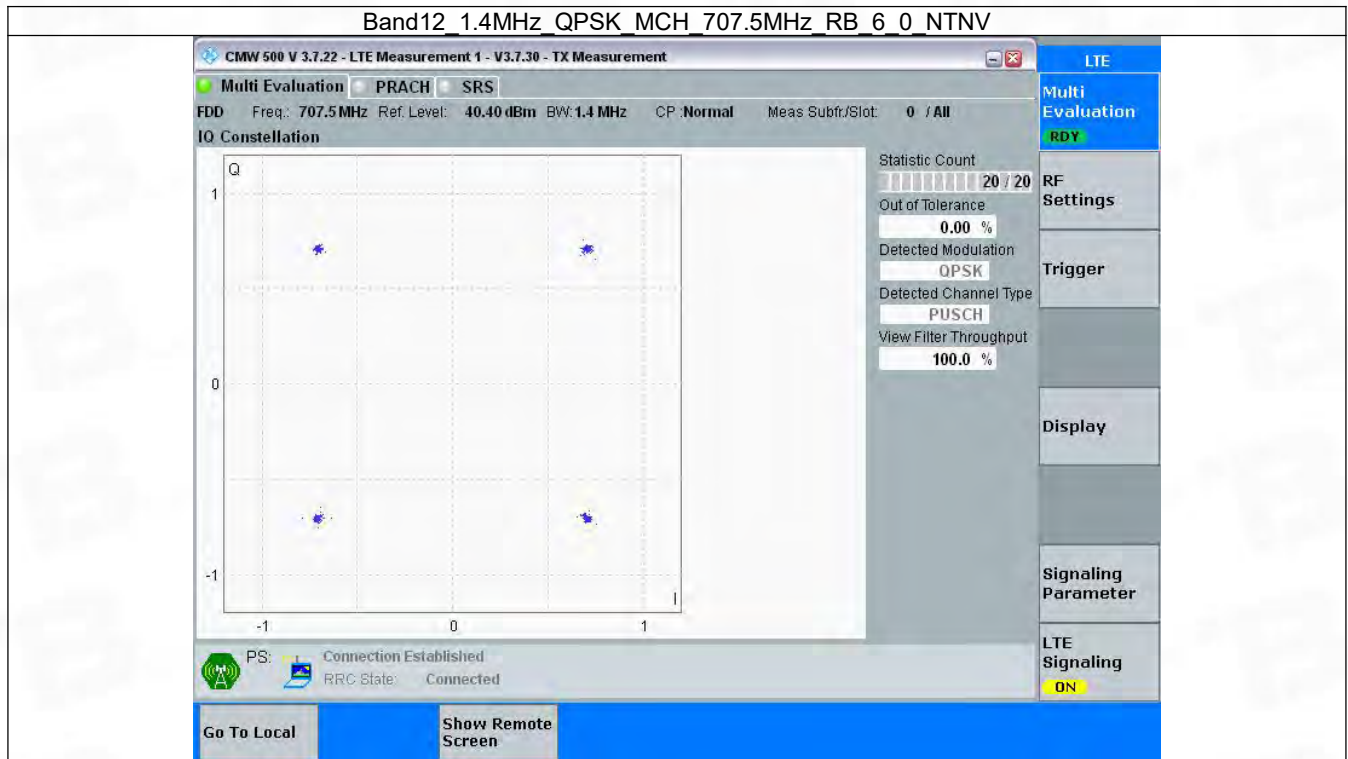 Band12_1.4MHz_QPSK_MCH_707.5MHz_RB_6_0_NTNV
CMW 500 V 3.7.22 - LTE Measurement 1 - V3.7.30 - TX Measurement
LTE
Multi Evaluation PRACH SRS
FDD Freq.: 707.5 MHz Ref. Level: 40.40 dBm BW: 1.4 MHz CP :Normal Meas Subfr./Slot: 0 / All
IQ Constellation
Q
1
0
-1
I
-1 0 1
Statistic Count
20 / 20
Out of Tolerance
0.00 %
Detected Modulation
QPSK
Detected Channel Type
PUSCH
View Filter Throughput
100.0 %
Multi
Evaluation
RDY
RF
Settings
Trigger
Display
Signaling
Parameter
LTE
Signaling
ON
PS: Connection Established
RRC State: Connected
Go To Local
Show Remote
Screen